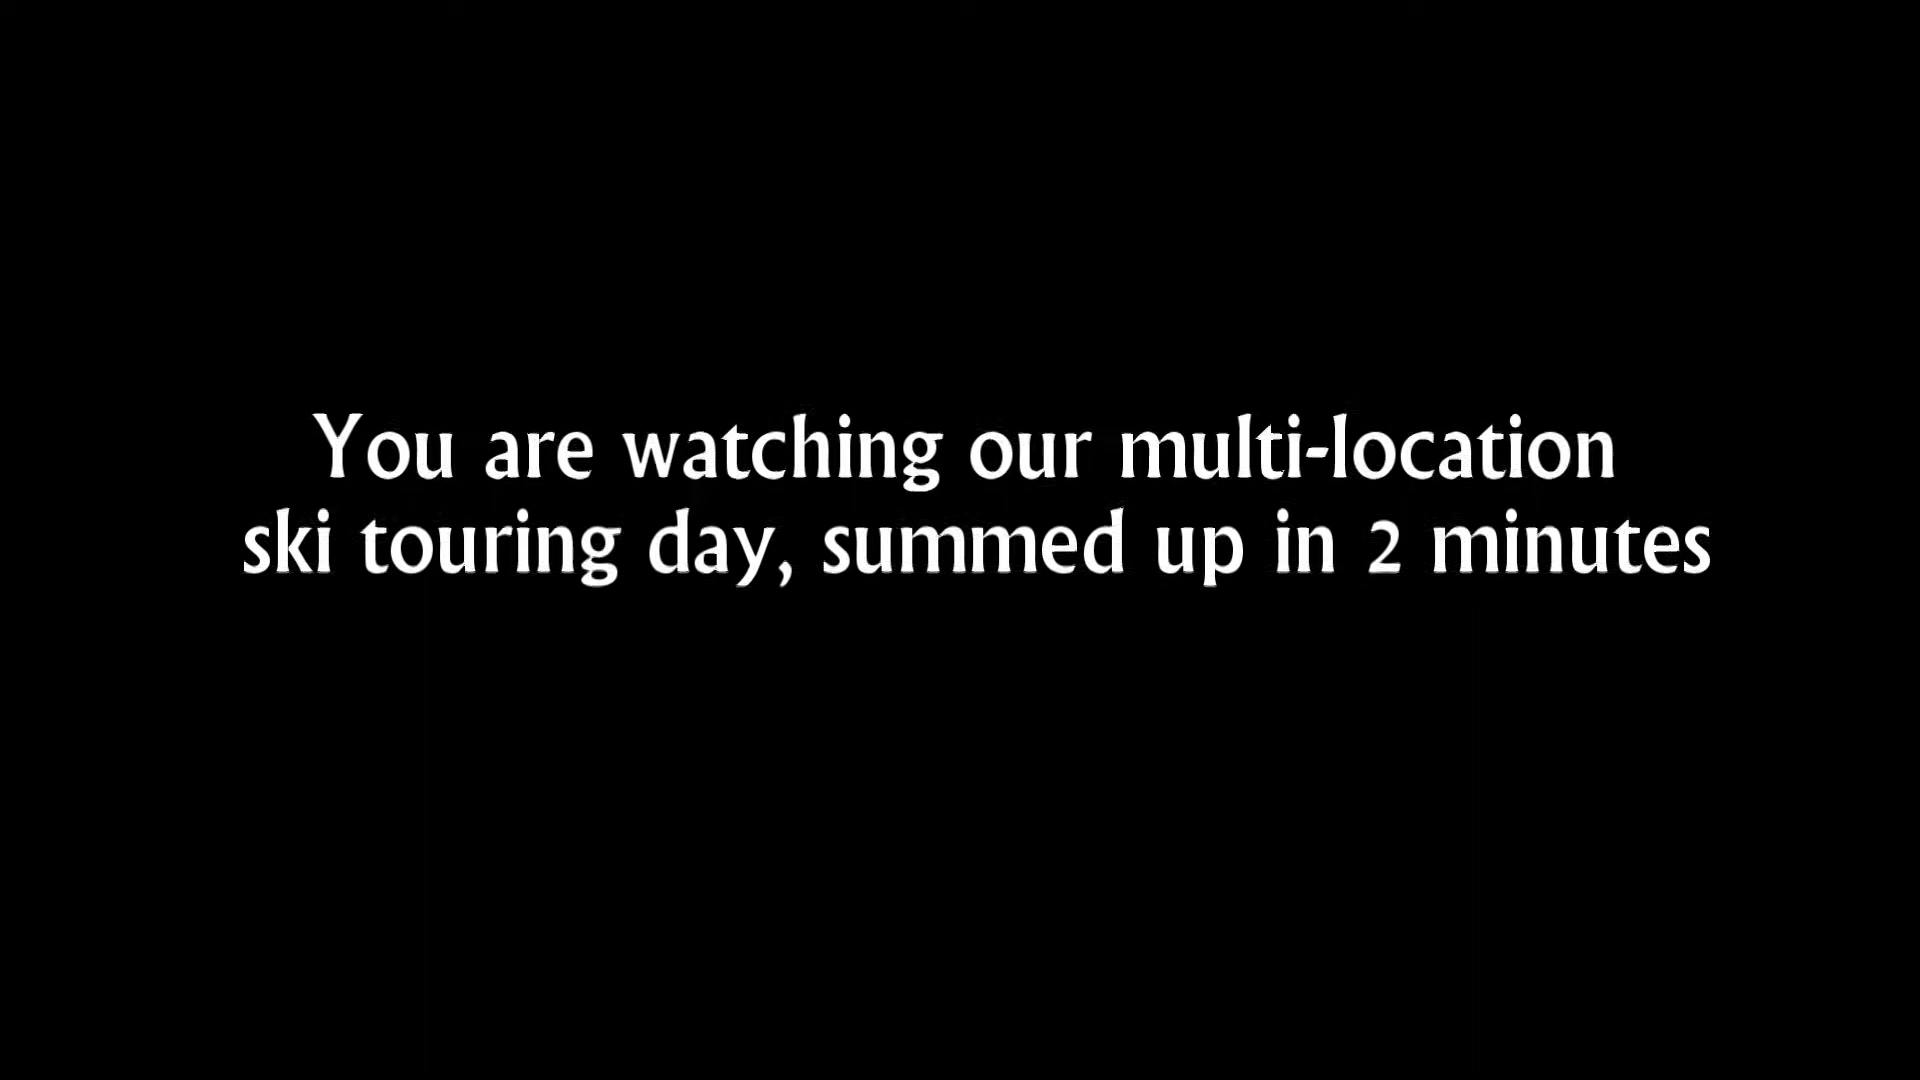 You are watching our multi-location
ski touring day, summed up in 2 minutes